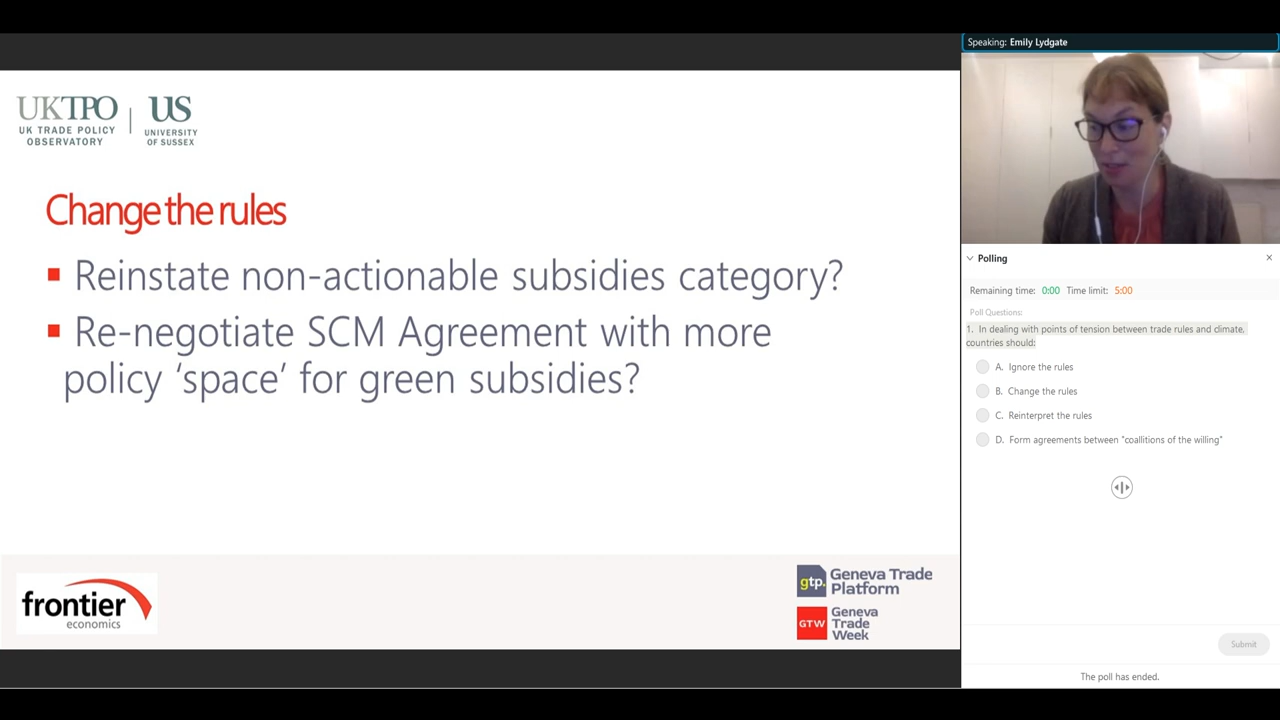 UKTPO
UK TRADE POLICY
OBSERVATORY
US
UNIVERSITY
OF SUSSEX
Change the rules
Reinstate non-actionable subsidies category?
Re-negotiate SCM Agreement with more
policy ‘space’ for green subsidies?
frontier
economics
gtp.
Geneva Trade
Platform
GTW
Geneva
Trade
Week
Speaking: Emily Lydgate
Polling
Remaining time: 0:00 Time limit: 5:00
Poll Questions:
1. In dealing with points of tension between trade rules and climate,
countries should:
A. Ignore the rules
B. Change the rules
C. Reinterpret the rules
D. Form agreements between "coallitions of the willing"
Submit
The poll has ended.